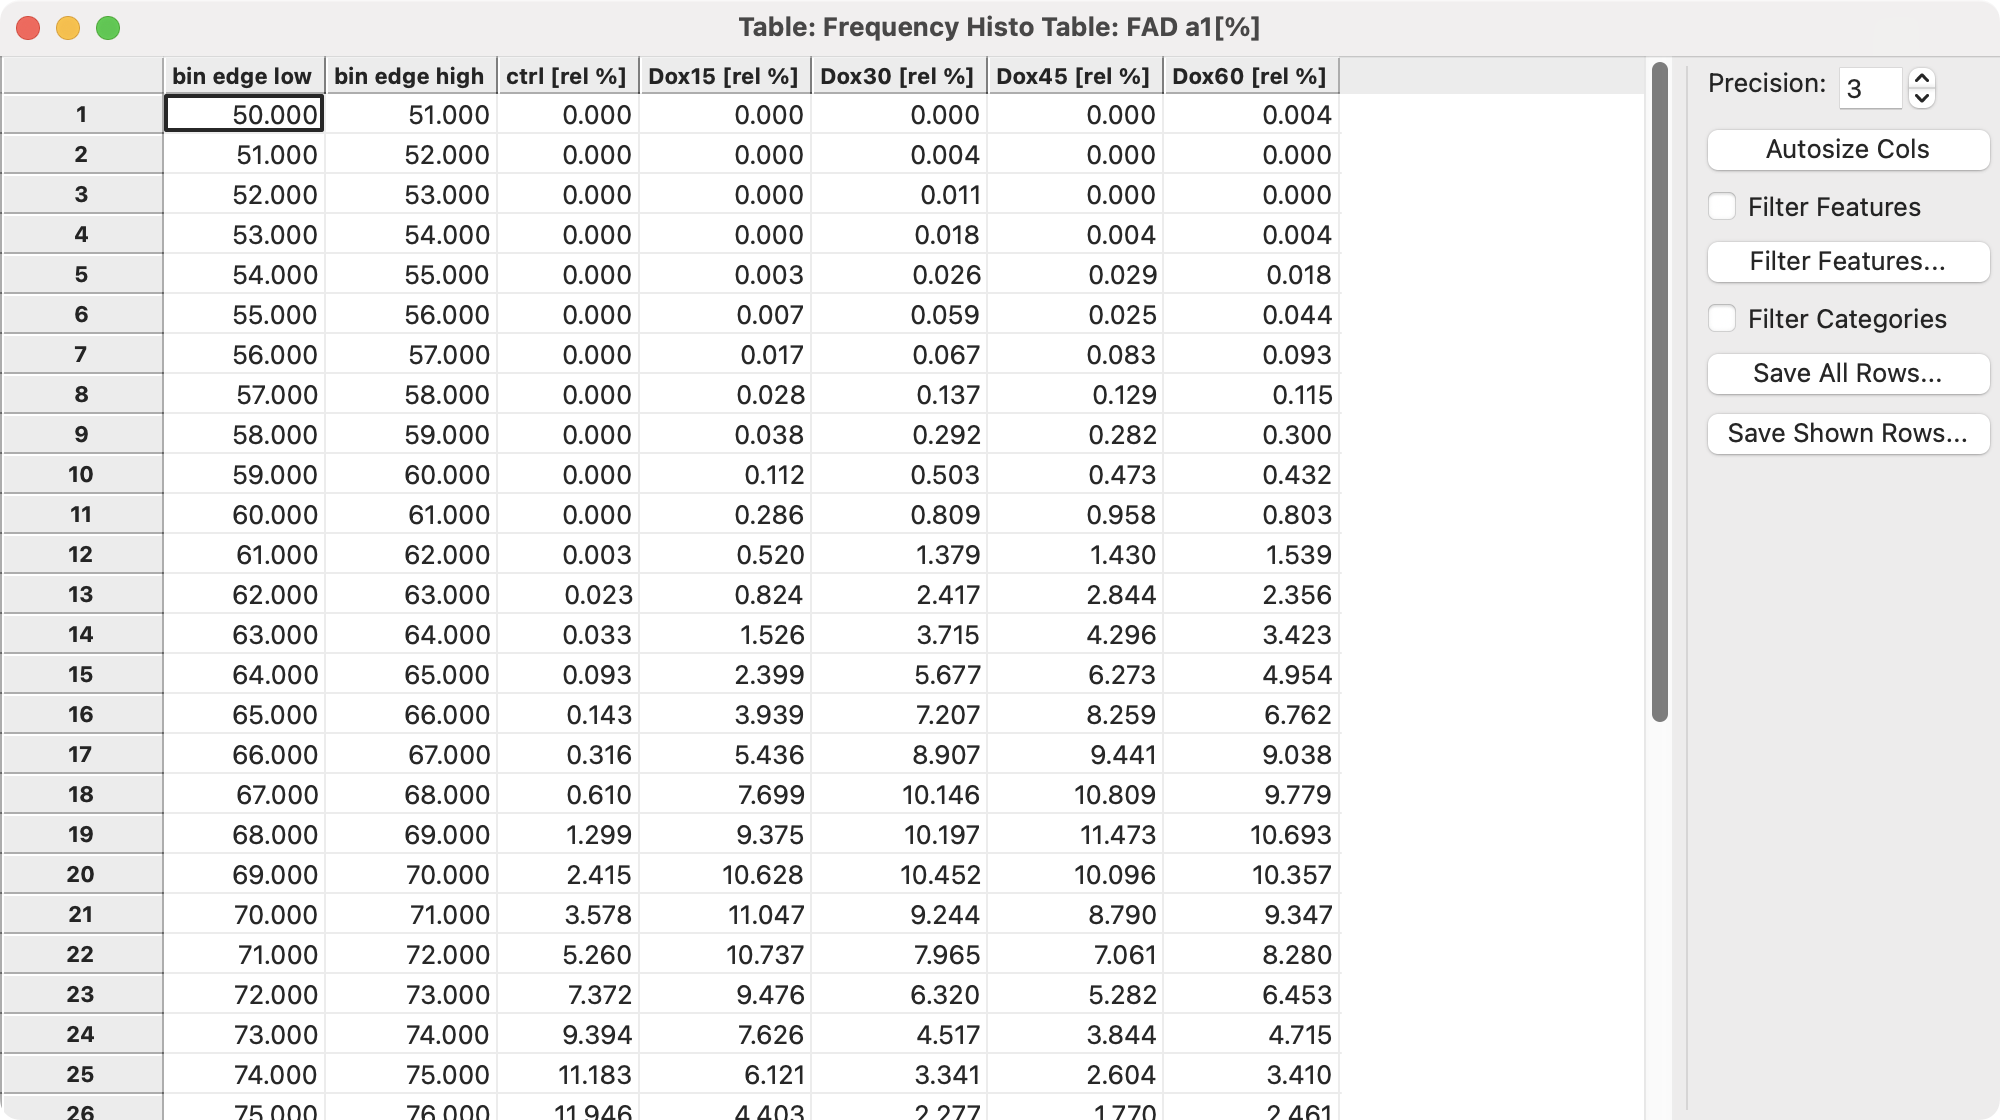 Table: Frequency Histo Table: FAD a1[%]
bin edge low bin edge high ctrl [rel %] Dox15 [rel %] Dox30 [rel %] Dox45 [rel %] Dox60 [rel %]
1 50.000 51.000 0.000 0.000 0.000 0.000 0.004
2 51.000 52.000 0.000 0.000 0.004 0.000 0.000
3 52.000 53.000 0.000 0.000 0.011 0.000 0.000
4 53.000 54.000 0.000 0.000 0.018 0.004 0.004
5 54.000 55.000 0.000 0.003 0.026 0.029 0.018
6 55.000 56.000 0.000 0.007 0.059 0.025 0.044
7 56.000 57.000 0.000 0.017 0.067 0.083 0.093
8 57.000 58.000 0.000 0.028 0.137 0.129 0.115
9 58.000 59.000 0.000 0.038 0.292 0.282 0.300
10 59.000 60.000 0.000 0.112 0.503 0.473 0.432
11 60.000 61.000 0.000 0.286 0.809 0.958 0.803
12 61.000 62.000 0.003 0.520 1.379 1.430 1.539
13 62.000 63.000 0.023 0.824 2.417 2.844 2.356
14 63.000 64.000 0.033 1.526 3.715 4.296 3.423
15 64.000 65.000 0.093 2.399 5.677 6.273 4.954
16 65.000 66.000 0.143 3.939 7.207 8.259 6.762
17 66.000 67.000 0.316 5.436 8.907 9.441 9.038
18 67.000 68.000 0.610 7.699 10.146 10.809 9.779
19 68.000 69.000 1.299 9.375 10.197 11.473 10.693
20 69.000 70.000 2.415 10.628 10.452 10.096 10.357
21 70.000 71.000 3.578 11.047 9.244 8.790 9.347
22 71.000 72.000 5.260 10.737 7.965 7.061 8.280
23 72.000 73.000 7.372 9.476 6.320 5.282 6.453
24 73.000 74.000 9.394 7.626 4.517 3.844 4.715
25 74.000 75.000 11.183 6.121 3.341 2.604 3.410
26 75.000 76.000 11.946 4.403 2.277 1.770 2.461
Precision: 3
Autosize Cols
Filter Features
Filter Features...
Filter Categories
Save All Rows...
Save Shown Rows...